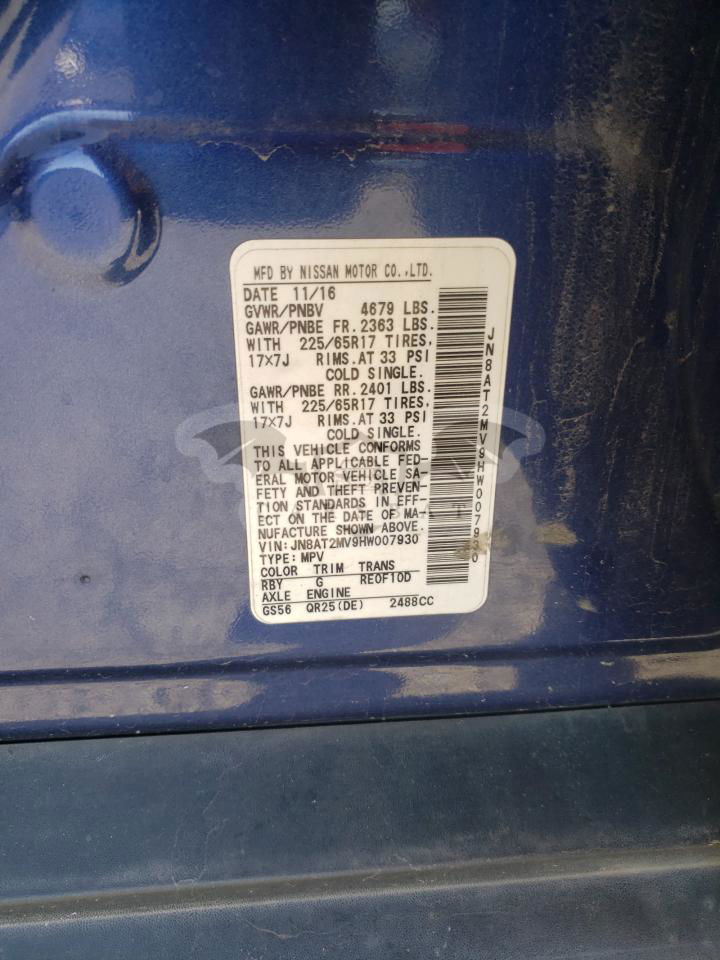 MFD BY NISSAN MOTOR CO.,LTD.
DATE 11/16
GVWR/PNBV 4679 LBS.
GAWR/PNBE FR. 2363 LBS.
WITH 225/65R17 TIRES,
17×7J RIMS.AT 33 PSI
COLD SINGLE.
GAWR/PNBE RR. 2401 LBS.
WITH 225/65R17 TIRES,
17×7J RIMS.AT 33 PSI
COLD SINGLE.
THIS VEHICLE CONFORMS
TO ALL APPLICABLE FED-
ERAL MOTOR VEHICLE SA-
FETY AND THEFT PREVEN-
TION STANDARDS IN EFF-
ECT ON THE DATE OF MA-
NUFACTURE SHOWN ABOVE.
VIN:JN8AT2MV9HW007930
TYPE:MPV
COLOR TRIM TRANS
RBY G RE0F10D
AXLE ENGINE
GS56 QR25(DE) 2488CC
JN8AT2MV9HW007930